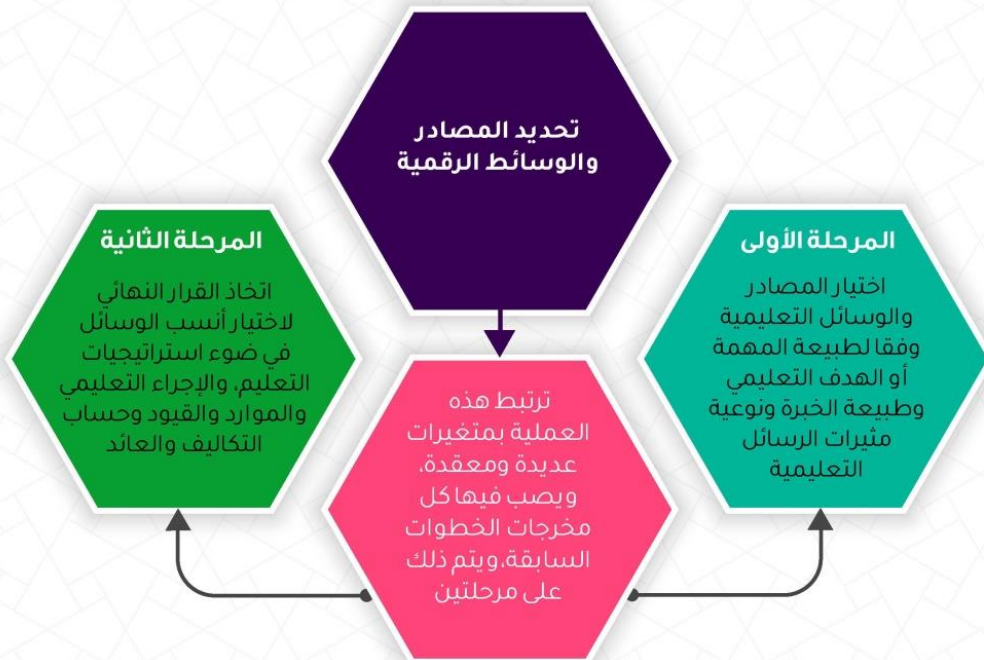 تحديد المصادر
والوسائط الرقمية
المرحلة الأولى
اختيار المصادر
والوسائل التعليمية
وفقا لطبيعة المهمة
أو الهدف التعليمي
وطبيعة الخبرة ونوعية
مثيرات الرسائل
التعليمية
المرحلة الثانية
اتخاذ القرار النهائي
لاختيار أنسب الوسائل
في ضوء استراتيجيات
التعليم، والإجراء التعليمي
والموارد والقيود وحساب
التكاليف والعائد
ترتبط هذه
العملية بمتغيرات
عديدة ومعقدة،
ويصب فيها كل
مخرجات الخطوات
السابقة،ويتم ذلك
على مرحلتين